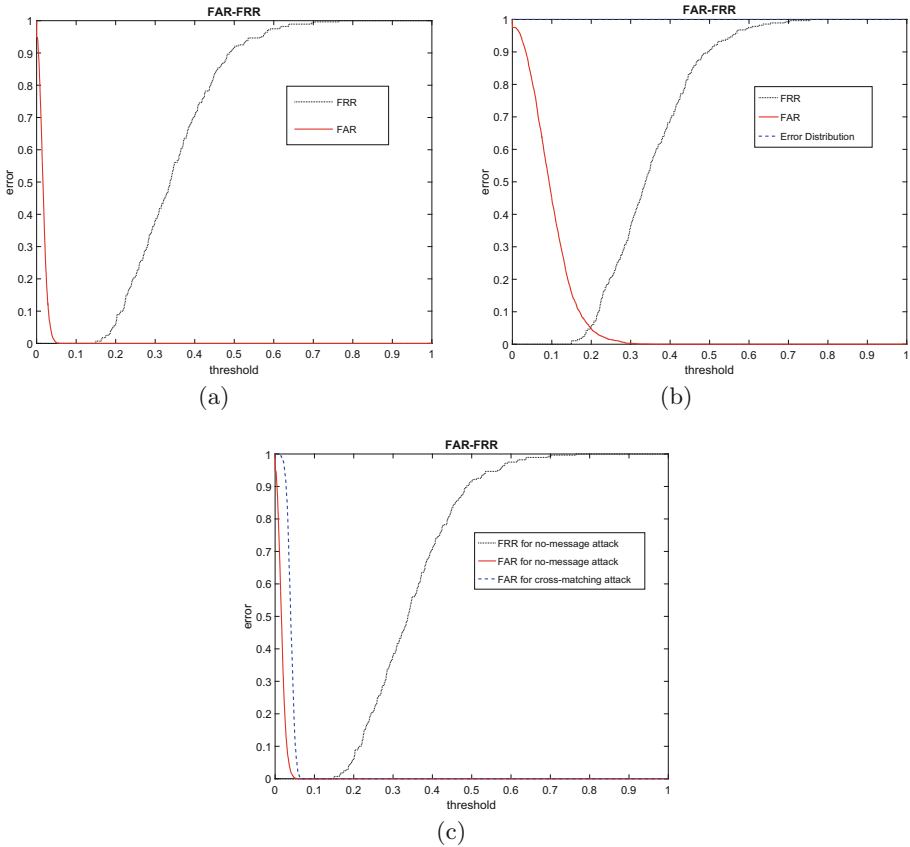 FAR-FRR
1
0.9
0.8
0.7
0.6
0.5
0.4
0.3
0.2
0.1
0
error
FRR
FAR
0 0.1 0.2 0.3 0.4 0.5 0.6 0.7 0.8 0.9 1
threshold
(a)
FAR-FRR
1
0.9
0.8
0.7
0.6
0.5
0.4
0.3
0.2
0.1
0
error
FRR
FAR
Error Distribution
0 0.1 0.2 0.3 0.4 0.5 0.6 0.7 0.8 0.9 1
threshold
(b)
FAR-FRR
1
0.9
0.8
0.7
0.6
0.5
0.4
0.3
0.2
0.1
0
error
FRR for no-message attack
FAR for no-message attack
FAR for cross-matching attack
0 0.1 0.2 0.3 0.4 0.5 0.6 0.7 0.8 0.9 1
threshold
(c)